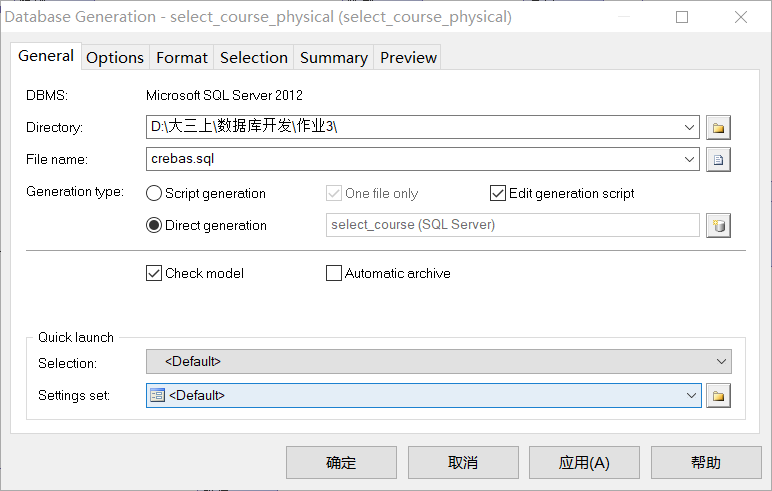 Database Generation - select_course_physical (select_course_physical)
General Options Format Selection Summary Preview
DBMS: Microsoft SQL Server 2012
Directory: D:\大三上\数据库开发\作业3\
File name: crebas.sql
Generation type: Script generation One file only Edit generation script
Direct generation select_course (SQL Server)
Check model Automatic archive
Quick launch
Selection: <Default>
Settings set: <Default>
确定 取消 应用(A) 帮助